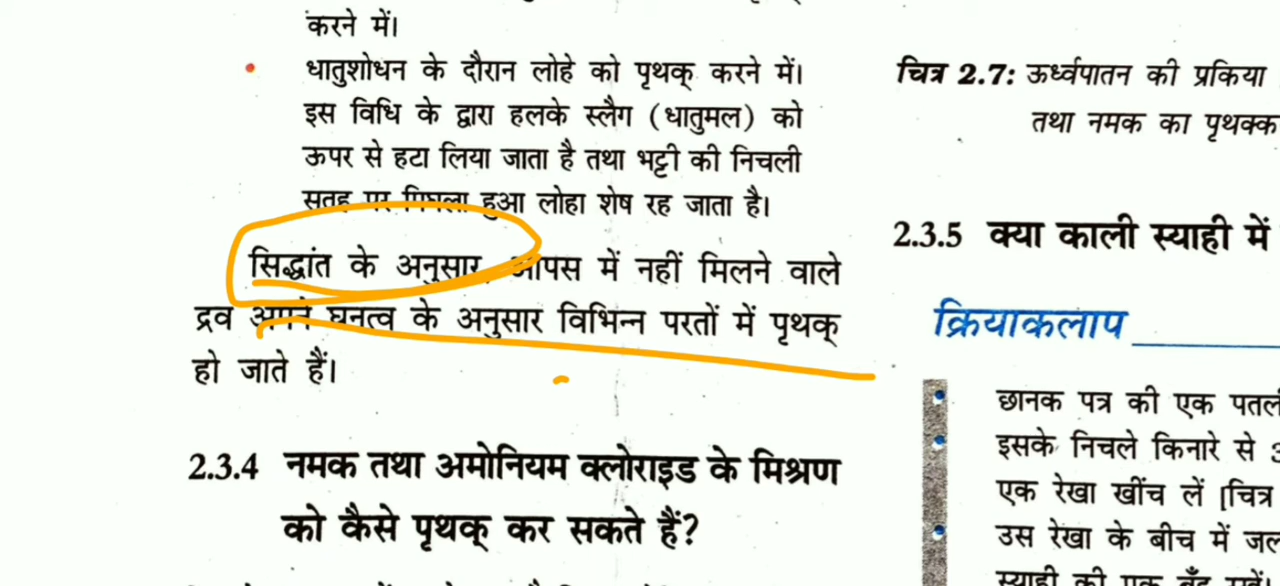 करने में।
धातुशोधन के दौरान लोहे को पृथक् करने में।
इस विधि के द्वारा हलके स्लैग (धातुमल) को
ऊपर से हटा लिया जाता है तथा भट्टी की निचली
सतह पर पिघला हुआ लोहा शेष रह जाता है।
सिद्धांत के अनुसार आपस में नहीं मिलने वाले
द्रव अपने घनत्व के अनुसार विभिन्न परतों में पृथक्
हो जाते हैं।
2.3.4 नमक तथा अमोनियम क्लोराइड के मिश्रण
को कैसे पृथक् कर सकते हैं?
चित्र 2.7: ऊर्ध्वपातन की प्रकिया
तथा नमक का पृथक्क
2.3.5 क्या काली स्याही में
क्रियाकलाप
छानक पत्र की एक पतली
इसके निचले किनारे से
एक रेखा खींच लें [चित्र
उस रेखा के बीच में जल
स्याही की एक बूँद